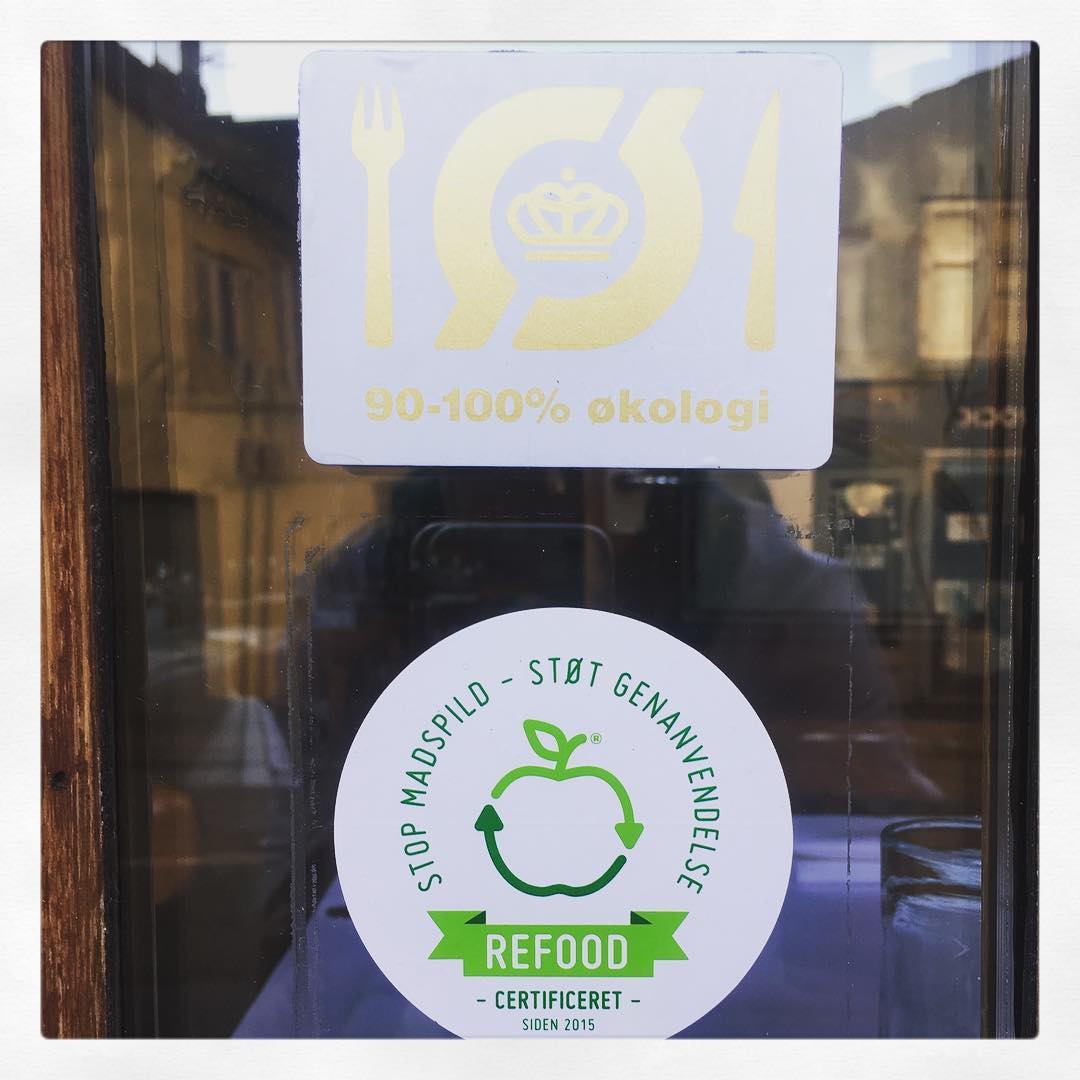 90-100% økologi
STOP MADSPILD - STØT GENANVENDELSE
®
REFOOD
- CERTIFICERET -
SIDEN 2015